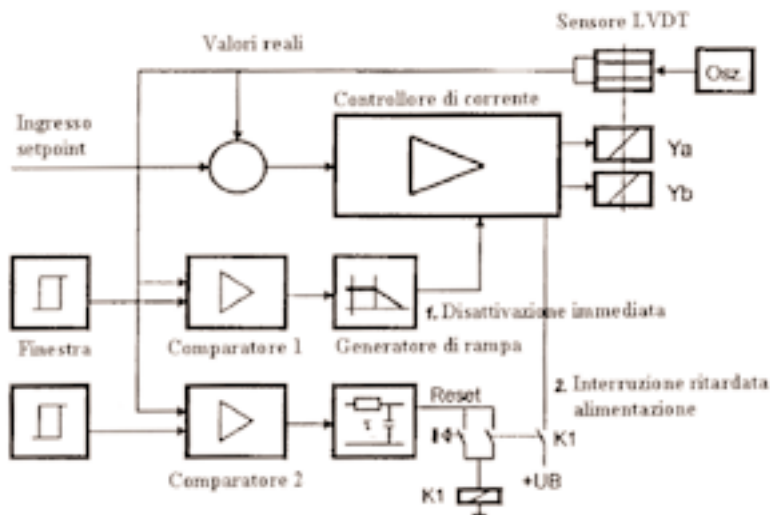 Sensore LVDT
Valori reali
Osz.
Controllore di corrente
Ingresso
setpoint
Ya
Yb
1. Disattivazione immediata
Finestra
Comparatore 1
Generatore di rampa
2. Interruzione ritardata
alimentazione
Reset
τ
K1
Comparatore 2
K1
+UB